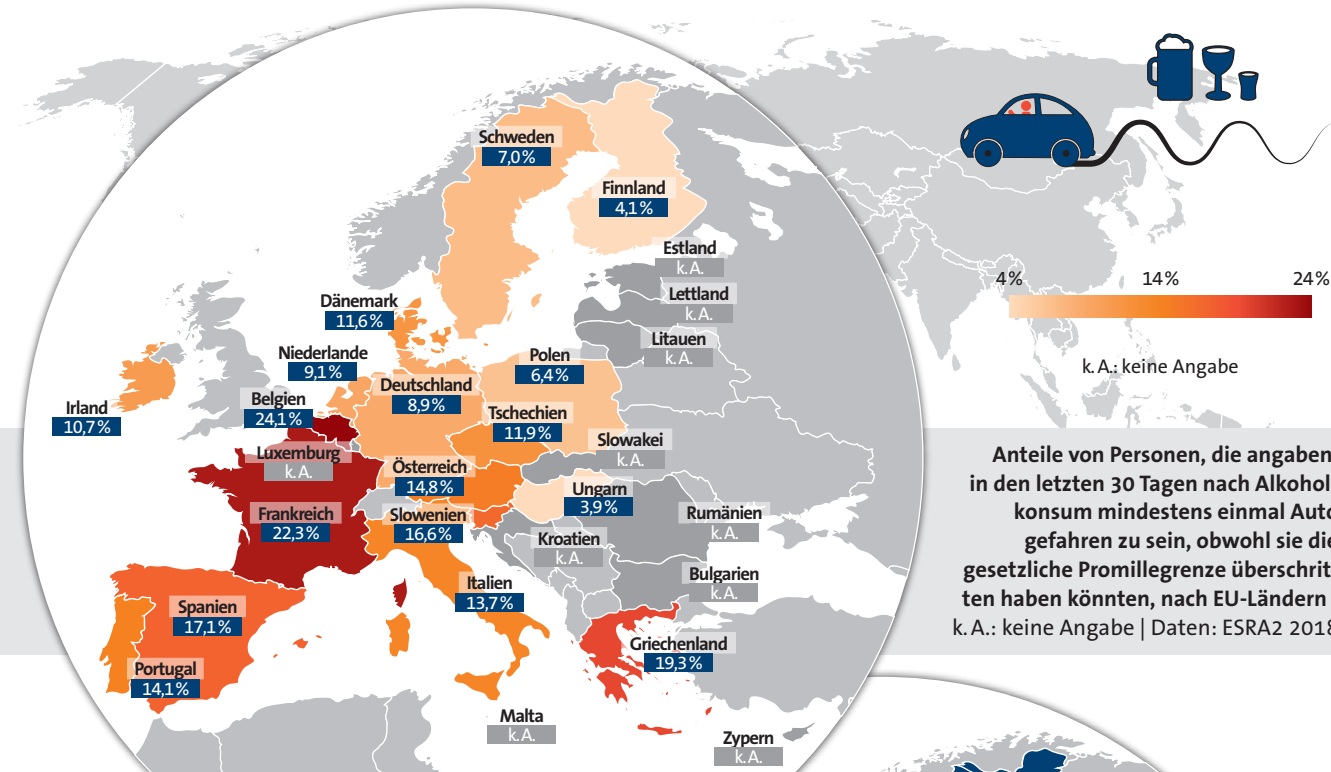 Schweden
7,0%
Finnland
4,1%
Estland
k.A.
Lettland
k.A.
Litauen
k.A.
Dänemark
11,6%
Niederlande
9,1%
Polen
6,4%
Deutschland
8,9%
Belgien
24,1%
Irland
10,7%
Tschechien
11,9%
Slowakei
k.A.
Luxemburg
k.A.
Österreich
14,8%
Ungarn
3,9%
Frankreich
22,3%
Slowenien
16,6%
Rumänien
k.A.
Kroatien
k.A.
Bulgarien
k.A.
Italien
13,7%
Spanien
17,1%
Griechenland
19,3%
Portugal
14,1%
Malta
k.A.
Zypern
k.A.
4% 14% 24%
k.A.: keine Angabe
Anteile von Personen, die angaben
in den letzten 30 Tagen nach Alkohol
konsum mindestens einmal Auto
gefahren zu sein, obwohl sie die
gesetzliche Promillegrenze überschrit
ten haben könnten, nach EU-Ländern
k.A.: keine Angabe | Daten: ESRA2 2018